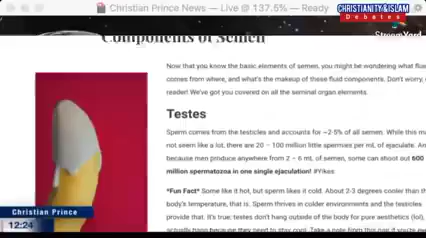 Christian Prince News — Live @ 137.5% — Ready
CHRISTIANITY & ISLAM
Debates
StreamYard
Components of Semen
Now that you know the basic elements of semen, you might be wondering what
comes from where, and what's the makeup of these fluid components. Don't worry,
reader! We've got you covered on all the seminal organ elements.
Testes
Sperm comes from the testicles and accounts for ~2-5% of all semen. While this
not seem like a lot, there are 20 – 100 million little spermies per mL of ejaculate.
because men produce anywhere from 2 – 6 mL of semen, some can shoot out 600
million spermatozoa in one single ejaculation! #Yikes
*Fun Fact* Some like it hot, but sperm likes it cold. About 2-3 degrees cooler than
body's temperature, that is. Sperm thrives in colder environments and the testicles
provide that. It's true: testes don't hang outside of the body for pure aesthetics (lol),
actually hang because they need to stay cool.
Christian Prince
12:24